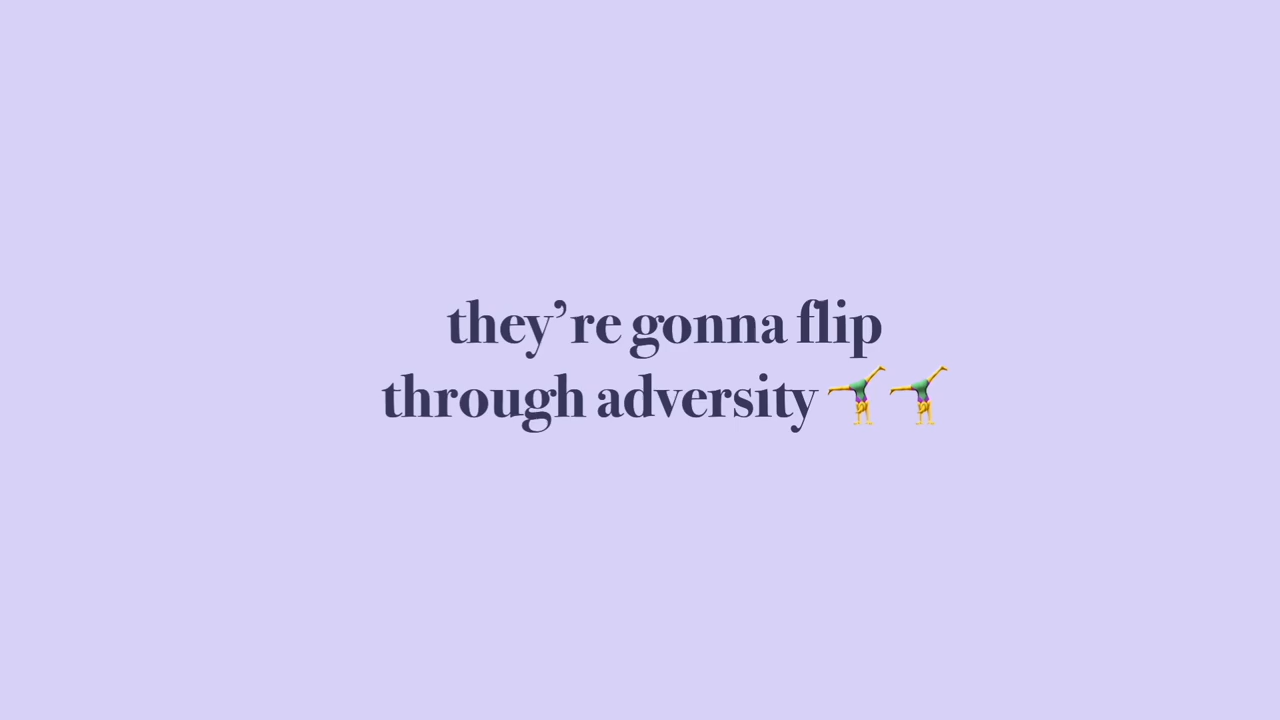 they’re gonna flip
through adversity 🤸‍♀️🤸‍♀️